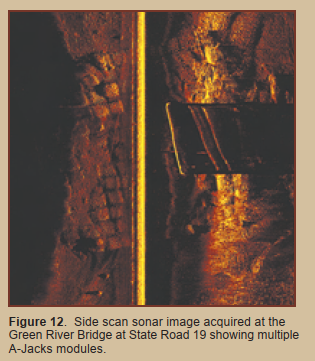 Figure 12.  Side scan sonar image acquired at the
Green River Bridge at State Road 19 showing multiple
A-Jacks modules.